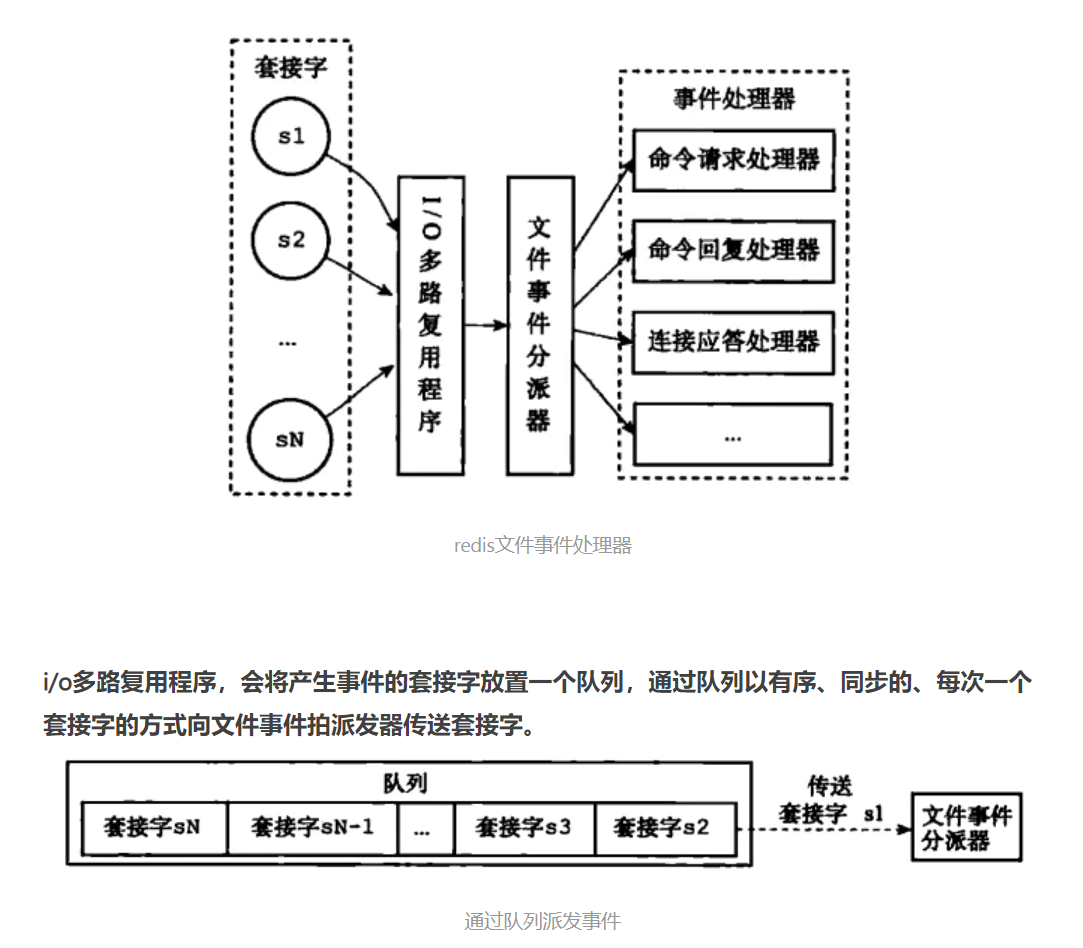 套接字
s1
s2
...
sN
I/O多路复用程序
文件事件分派器
事件处理器
命令请求处理器
命令回复处理器
连接应答处理器
...
redis文件事件处理器
i/o多路复用程序，会将产生事件的套接字放置一个队列，通过队列以有序、同步的、每次一个
套接字的方式向文件事件拍派发器传送套接字。
队列
套接字sN
套接字sN-1
...
套接字s3
套接字s2
传送
套接字 s1
文件事件
分派器
通过队列派发事件